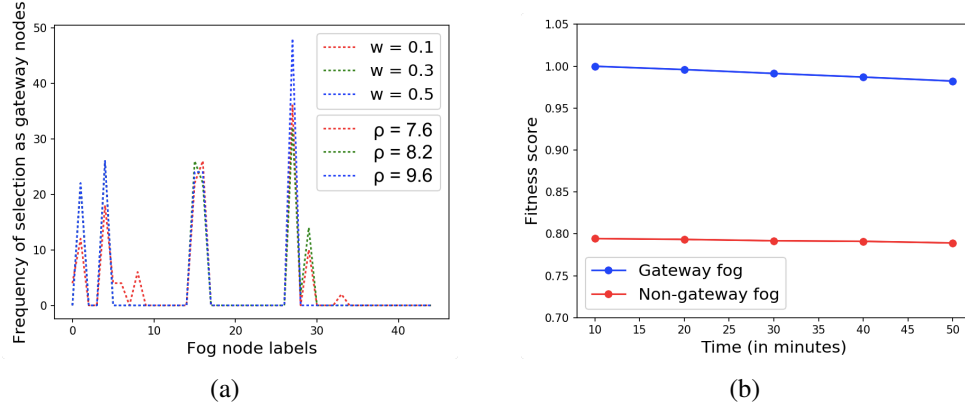 Frequency of selection as gateway nodes
50
40
30
20
10
0
w = 0.1
w = 0.3
w = 0.5
ρ = 7.6
ρ = 8.2
ρ = 9.6
0 10 20 30 40
Fog node labels
(a)
Fitness score
1.05
1.00
0.95
0.90
0.85
0.80
0.75
0.70
Gateway fog
Non-gateway fog
10 15 20 25 30 35 40 45 50
Time (in minutes)
(b)